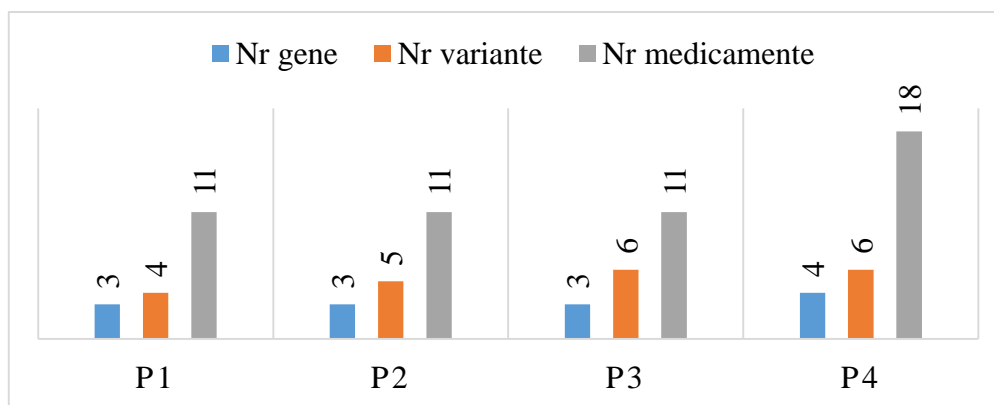 Nr gene Nr variante Nr medicamente
3 4 11 3 5 11 3 6 11 4 6 18
P1 P2 P3 P4